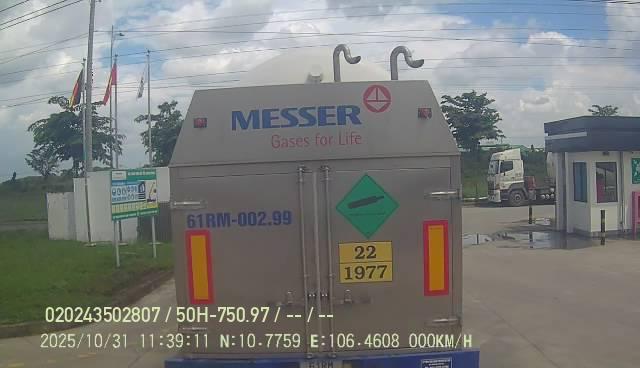 MESSER
Gases for Life
61RM-002.99
22
1977
61RM
020243502807 / 50H-750.97 / -- / --
2025/10/31 11:39:11 N:10.7759 E:106.4608 000KM/H